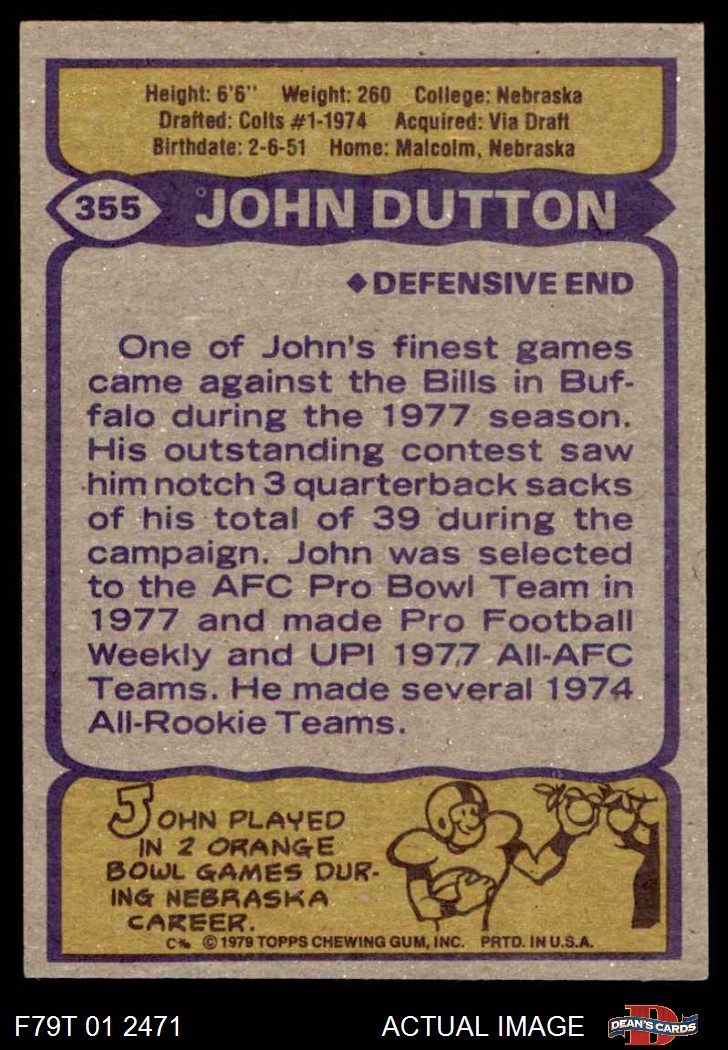 Height: 6'6" Weight: 260 College: Nebraska
Drafted: Colts #1-1974 Acquired: Via Draft
Birthdate: 2-6-51 Home: Malcolm, Nebraska
355 JOHN DUTTON
◆DEFENSIVE END
One of John's finest games
came against the Bills in Buf-
falo during the 1977 season.
His outstanding contest saw
him notch 3 quarterback sacks
of his total of 39 during the
campaign. John was selected
to the AFC Pro Bowl Team in
1977 and made Pro Football
Weekly and UPI 1977 All-AFC
Teams. He made several 1974
All-Rookie Teams.
JOHN PLAYED
IN 2 ORANGE
BOWL GAMES DUR-
ING NEBRASKA
CAREER.
© 1979 TOPPS CHEWING GUM, INC. PRTD. IN U.S.A.
F79T 01 2471 ACTUAL IMAGE
D
DEAN'S CARDS